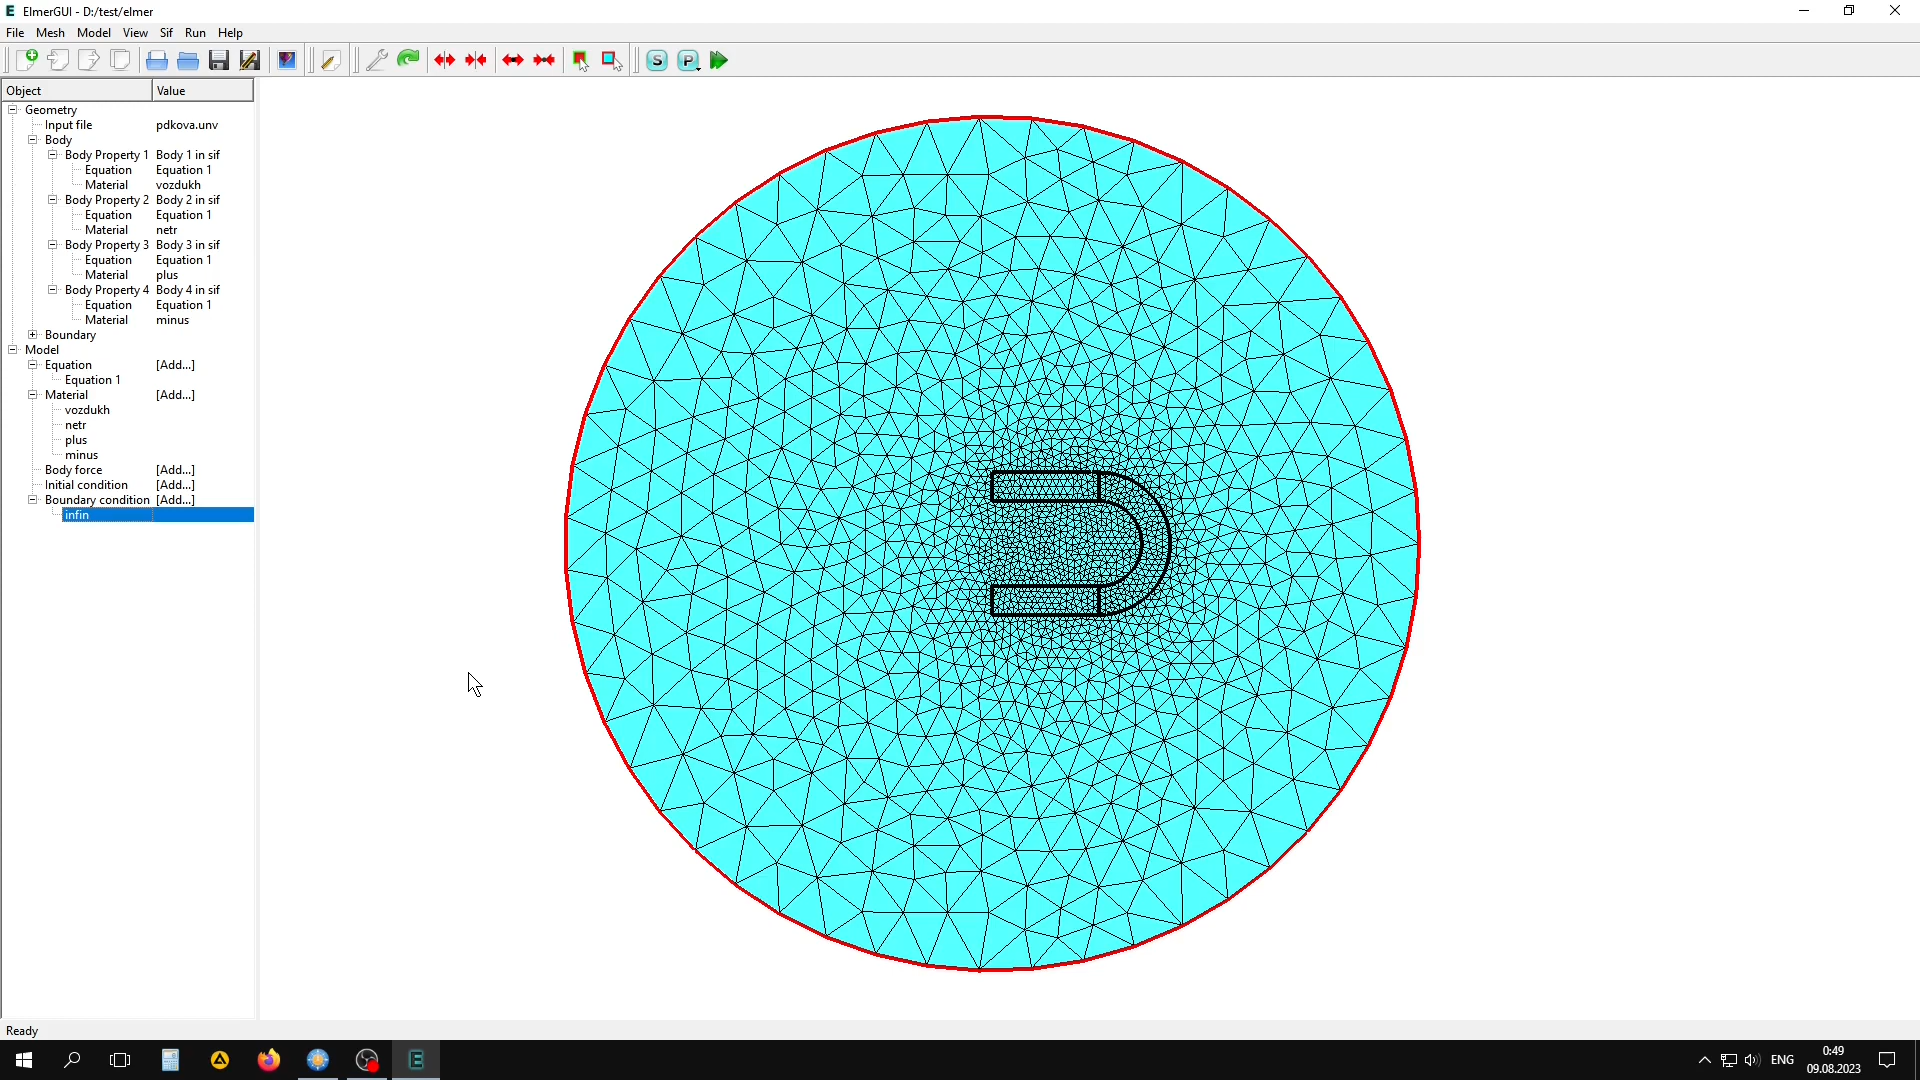 ElmerGUI - D:/test/elmer
File Mesh Model View Sif Run Help
S P
Object Value
Geometry
Input file pdkova.unv
Body
Body Property 1 Body 1 in sif
Equation Equation 1
Material vozdukh
Body Property 2 Body 2 in sif
Equation Equation 1
Material netr
Body Property 3 Body 3 in sif
Equation Equation 1
Material plus
Body Property 4 Body 4 in sif
Equation Equation 1
Material minus
Boundary
Model
Equation [Add...]
Equation 1
Material [Add...]
vozdukh
netr
plus
minus
Body force [Add...]
Initial condition [Add...]
Boundary condition [Add...]
infin
Ready
ENG
0:49
09.08.2023